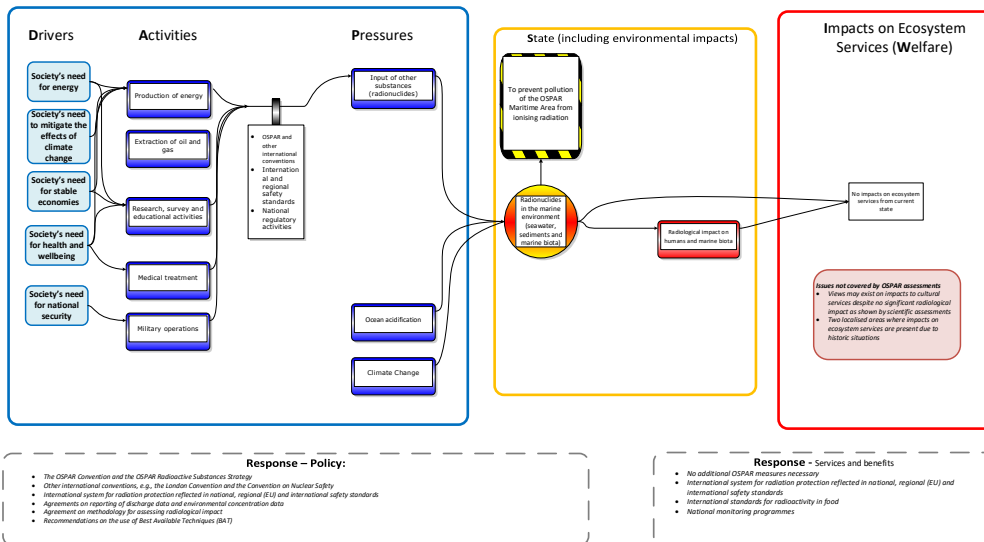 Drivers
Activities
Pressures
State (including environmental impacts)
Impacts on Ecosystem
Services (Welfare)
Society's need
for energy
Society's need
to mitigate the
effects of
climate change
Society's need
for stable
economies
Society's need
for health and
wellbeing
Society's need
for national
security
Production of energy
Extraction of oil and
gas
Research, survey and
educational activities
Medical treatment
Military operations
• OSPAR and
other
international
conventions
• Internation
al and
regional
safety
standards
• National
regulatory
activities
Input of other
substances
(radionuclides)
Ocean acidification
Climate Change
To prevent pollution
of the OSPAR
Maritime Area from
ionising radiation
Radionuclides
in the marine
environment
(seawater,
sediments and
marine biota)
Radiological impact on
humans and marine biota
No impacts on ecosystem
services from current
state
Issues not covered by OSPAR assessments
• Views may exist on impacts to cultural
services despite no significant radiological
impact as shown by scientific assessments
• Two localised areas where impacts on
ecosystem services are present due to
historic situations
Response – Policy:
• The OSPAR Convention and the OSPAR Radioactive Substances Strategy
• Other international conventions, e.g., the London Convention and the Convention on Nuclear Safety
• International system for radiation protection reflected in national, regional (EU) and international safety standards
• Agreements on reporting of discharge data and environmental concentration data
• Agreement on methodology for assessing radiological impact
• Recommendations on the use of Best Available Techniques (BAT)
Response - Services and benefits
• No additional OSPAR measures necessary
• International system for radiation protection reflected in national, regional (EU) and
international safety standards
• International standards for radioactivity in food
• National monitoring programmes